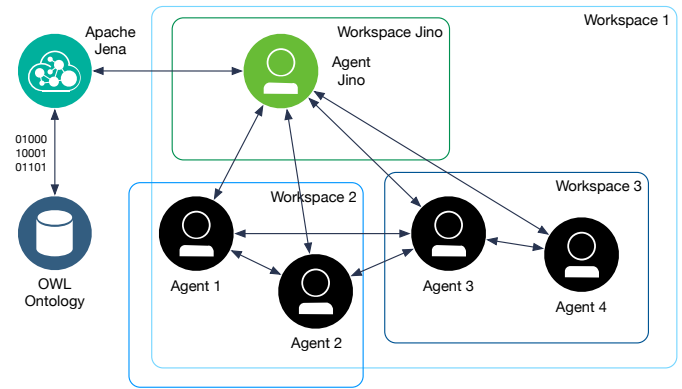 Workspace 1
Apache
Jena
Workspace Jino
Agent
Jino
01000
10001
01101
Workspace 2
Workspace 3
OWL
Ontology
Agent 1
Agent 2
Agent 3
Agent 4